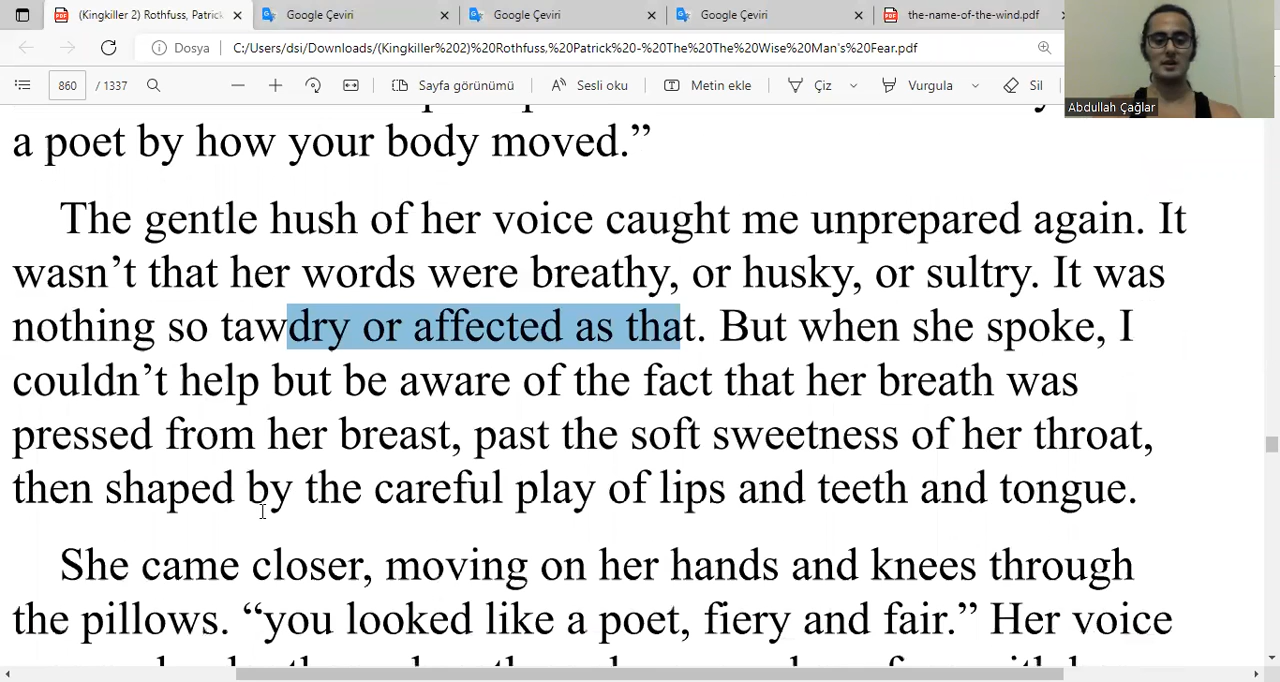 (Kingkiller 2) Rothfuss, Patrick
Google Çeviri
Google Çeviri
Google Çeviri
the-name-of-the-wind.pdf
Dosya
C:/Users/dsi/Downloads/(Kingkiller%202)%20Rothfuss,%20Patrick%20-%20The%20The%20Wise%20Man's%20Fear.pdf
860 / 1337
Sayfa görünümü
Sesli oku
Metin ekle
Çiz
Vurgula
Sil
Abdullah Çağlar
a poet by how your body moved.”
The gentle hush of her voice caught me unprepared again. It
wasn’t that her words were breathy, or husky, or sultry. It was
nothing so tawdry or affected as that. But when she spoke, I
couldn’t help but be aware of the fact that her breath was
pressed from her breast, past the soft sweetness of her throat,
then shaped by the careful play of lips and teeth and tongue.
She came closer, moving on her hands and knees through
the pillows. “you looked like a poet, fiery and fair.” Her voice